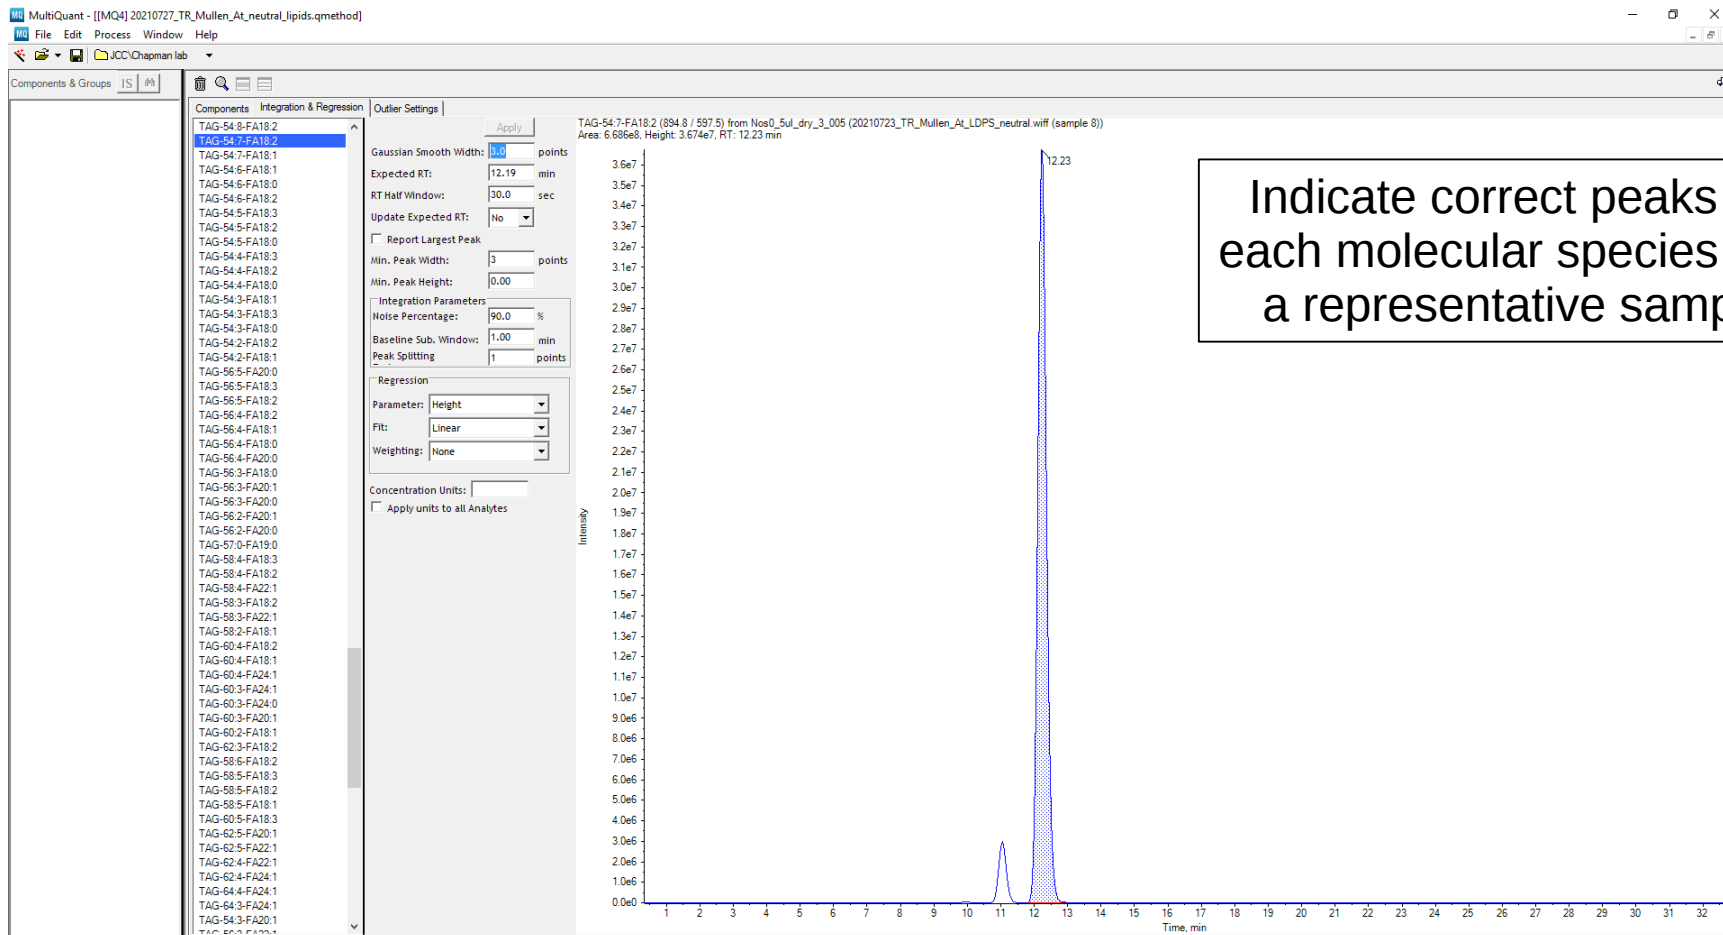 MultiQuant - [[MQ4] 20210727_TR_Mullen_At_neutral_lipids.qmethod]
File Edit Process Window Help
JCC\Chapman lab
Components & Groups IS
Components Integration & Regression Outlier Settings
TAG-54:8-FA18:2
TAG-54:7-FA18:2
TAG-54:7-FA18:1
TAG-54:6-FA18:1
TAG-54:6-FA18:0
TAG-54:6-FA18:2
TAG-54:5-FA18:3
TAG-54:5-FA18:2
TAG-54:5-FA18:0
TAG-54:4-FA18:3
TAG-54:4-FA18:2
TAG-54:4-FA18:0
TAG-54:3-FA18:1
TAG-54:3-FA18:3
TAG-54:3-FA18:0
TAG-54:2-FA18:2
TAG-54:2-FA18:1
TAG-56:5-FA20:0
TAG-56:5-FA18:3
TAG-56:5-FA18:2
TAG-56:4-FA18:2
TAG-56:4-FA18:1
TAG-56:4-FA18:0
TAG-56:4-FA20:0
TAG-56:3-FA18:0
TAG-56:3-FA20:1
TAG-56:3-FA20:0
TAG-56:2-FA20:1
TAG-56:2-FA20:0
TAG-57:0-FA19:0
TAG-58:4-FA18:3
TAG-58:4-FA18:2
TAG-58:4-FA22:1
TAG-58:3-FA18:2
TAG-58:3-FA22:1
TAG-58:2-FA18:1
TAG-60:4-FA18:2
TAG-60:4-FA18:1
TAG-60:4-FA24:1
TAG-60:3-FA24:1
TAG-60:3-FA24:0
TAG-60:3-FA20:1
TAG-60:2-FA18:1
TAG-62:3-FA18:2
TAG-58:6-FA18:2
TAG-58:5-FA18:3
TAG-58:5-FA18:2
TAG-58:5-FA18:1
TAG-60:5-FA18:3
TAG-62:5-FA20:1
TAG-62:5-FA22:1
TAG-62:4-FA22:1
TAG-62:4-FA24:1
TAG-64:4-FA24:1
TAG-64:3-FA24:1
TAG-54:3-FA20:1
Apply
Gaussian Smooth Width: 3.0 points
Expected RT: 12.19 min
RT Half Window: 30.0 sec
Update Expected RT: No
Report Largest Peak
Min. Peak Width: 3 points
Min. Peak Height: 0.00
Integration Parameters
Noise Percentage: 90.0 %
Baseline Sub. Window: 1.00 min
Peak Splitting 1 points
Regression
Parameter: Height
Fit: Linear
Weighting: None
Concentration Units:
Apply units to all Analytes
TAG-54:7-FA18:2 (894.8 / 597.5) from Nos0_5ul_dry_3_005 (20210723_TR_Mullen_At_LDPS_neutral.wiff (sample 8))
Area: 6.686e8, Height: 3.674e7, RT: 12.23 min
12.23
Intensity
3.6e7
3.5e7
3.4e7
3.3e7
3.2e7
3.1e7
3.0e7
2.9e7
2.8e7
2.7e7
2.6e7
2.5e7
2.4e7
2.3e7
2.2e7
2.1e7
2.0e7
1.9e7
1.8e7
1.7e7
1.6e7
1.5e7
1.4e7
1.3e7
1.2e7
1.1e7
1.0e7
9.0e6
8.0e6
7.0e6
6.0e6
5.0e6
4.0e6
3.0e6
2.0e6
1.0e6
0.0e0
1 2 3 4 5 6 7 8 9 10 11 12 13 14 15 16 17 18 19 20 21 22 23 24 25 26 27 28 29 30 31 32
Time, min
Indicate correct peaks
each molecular species
a representative samp